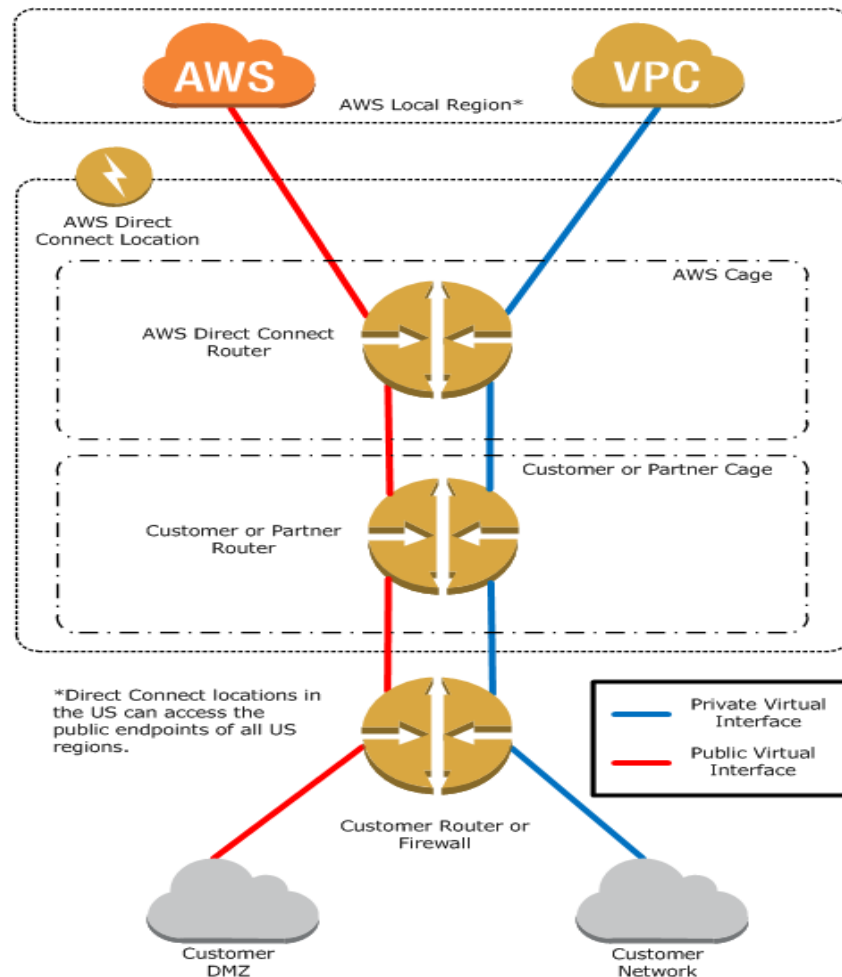 AWS
VPC
AWS Local Region*
AWS Direct
Connect Location
AWS Cage
AWS Direct Connect
Router
Customer or Partner Cage
Customer or Partner
Router
*Direct Connect locations in
the US can access the
public endpoints of all US
regions.
Private Virtual
Interface
Public Virtual
Interface
Customer Router or
Firewall
Customer
DMZ
Customer
Network